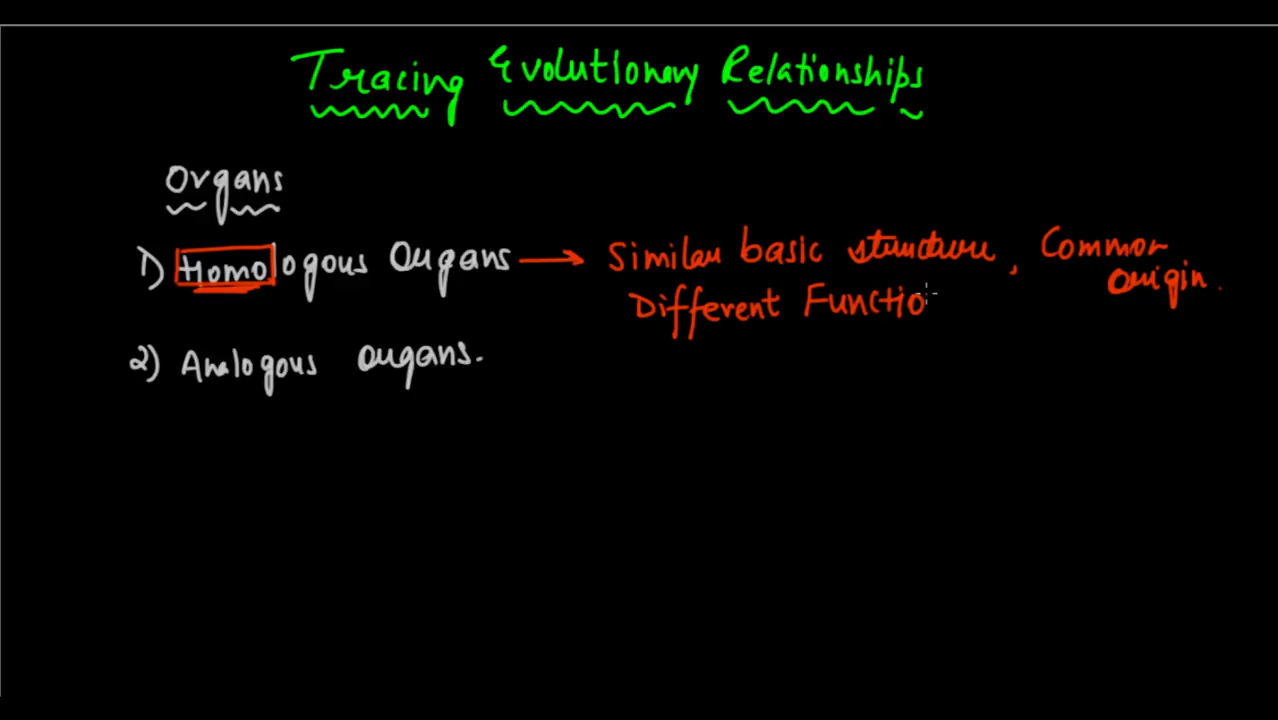 Tracing Evolutionary Relationships
Organs
1) Homologous Organs → Similar basic structure, Common origin.
Different Functio
2) Analogous organs.